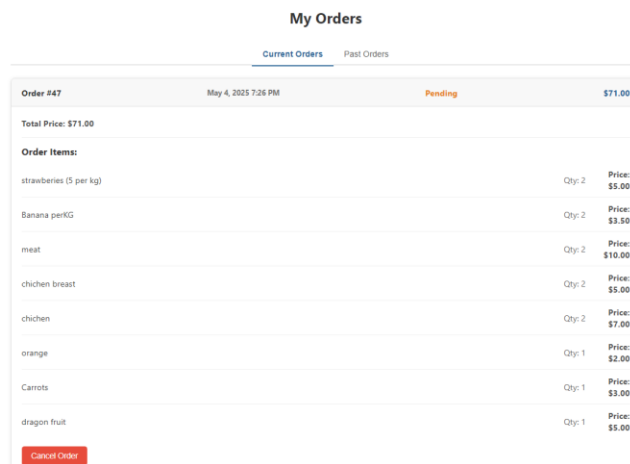 My Orders
Current Orders Past Orders
Order #47 May 4, 2025 7:26 PM Pending $71.00
Total Price: $71.00
Order Items:
strawberries (5 per kg) Qty: 2 Price: $5.00
Banana perKG Qty: 2 Price: $3.50
meat Qty: 2 Price: $10.00
chichen breast Qty: 2 Price: $5.00
chichen Qty: 2 Price: $7.00
orange Qty: 1 Price: $2.00
Carrots Qty: 1 Price: $3.00
dragon fruit Qty: 1 Price: $5.00
Cancel Order